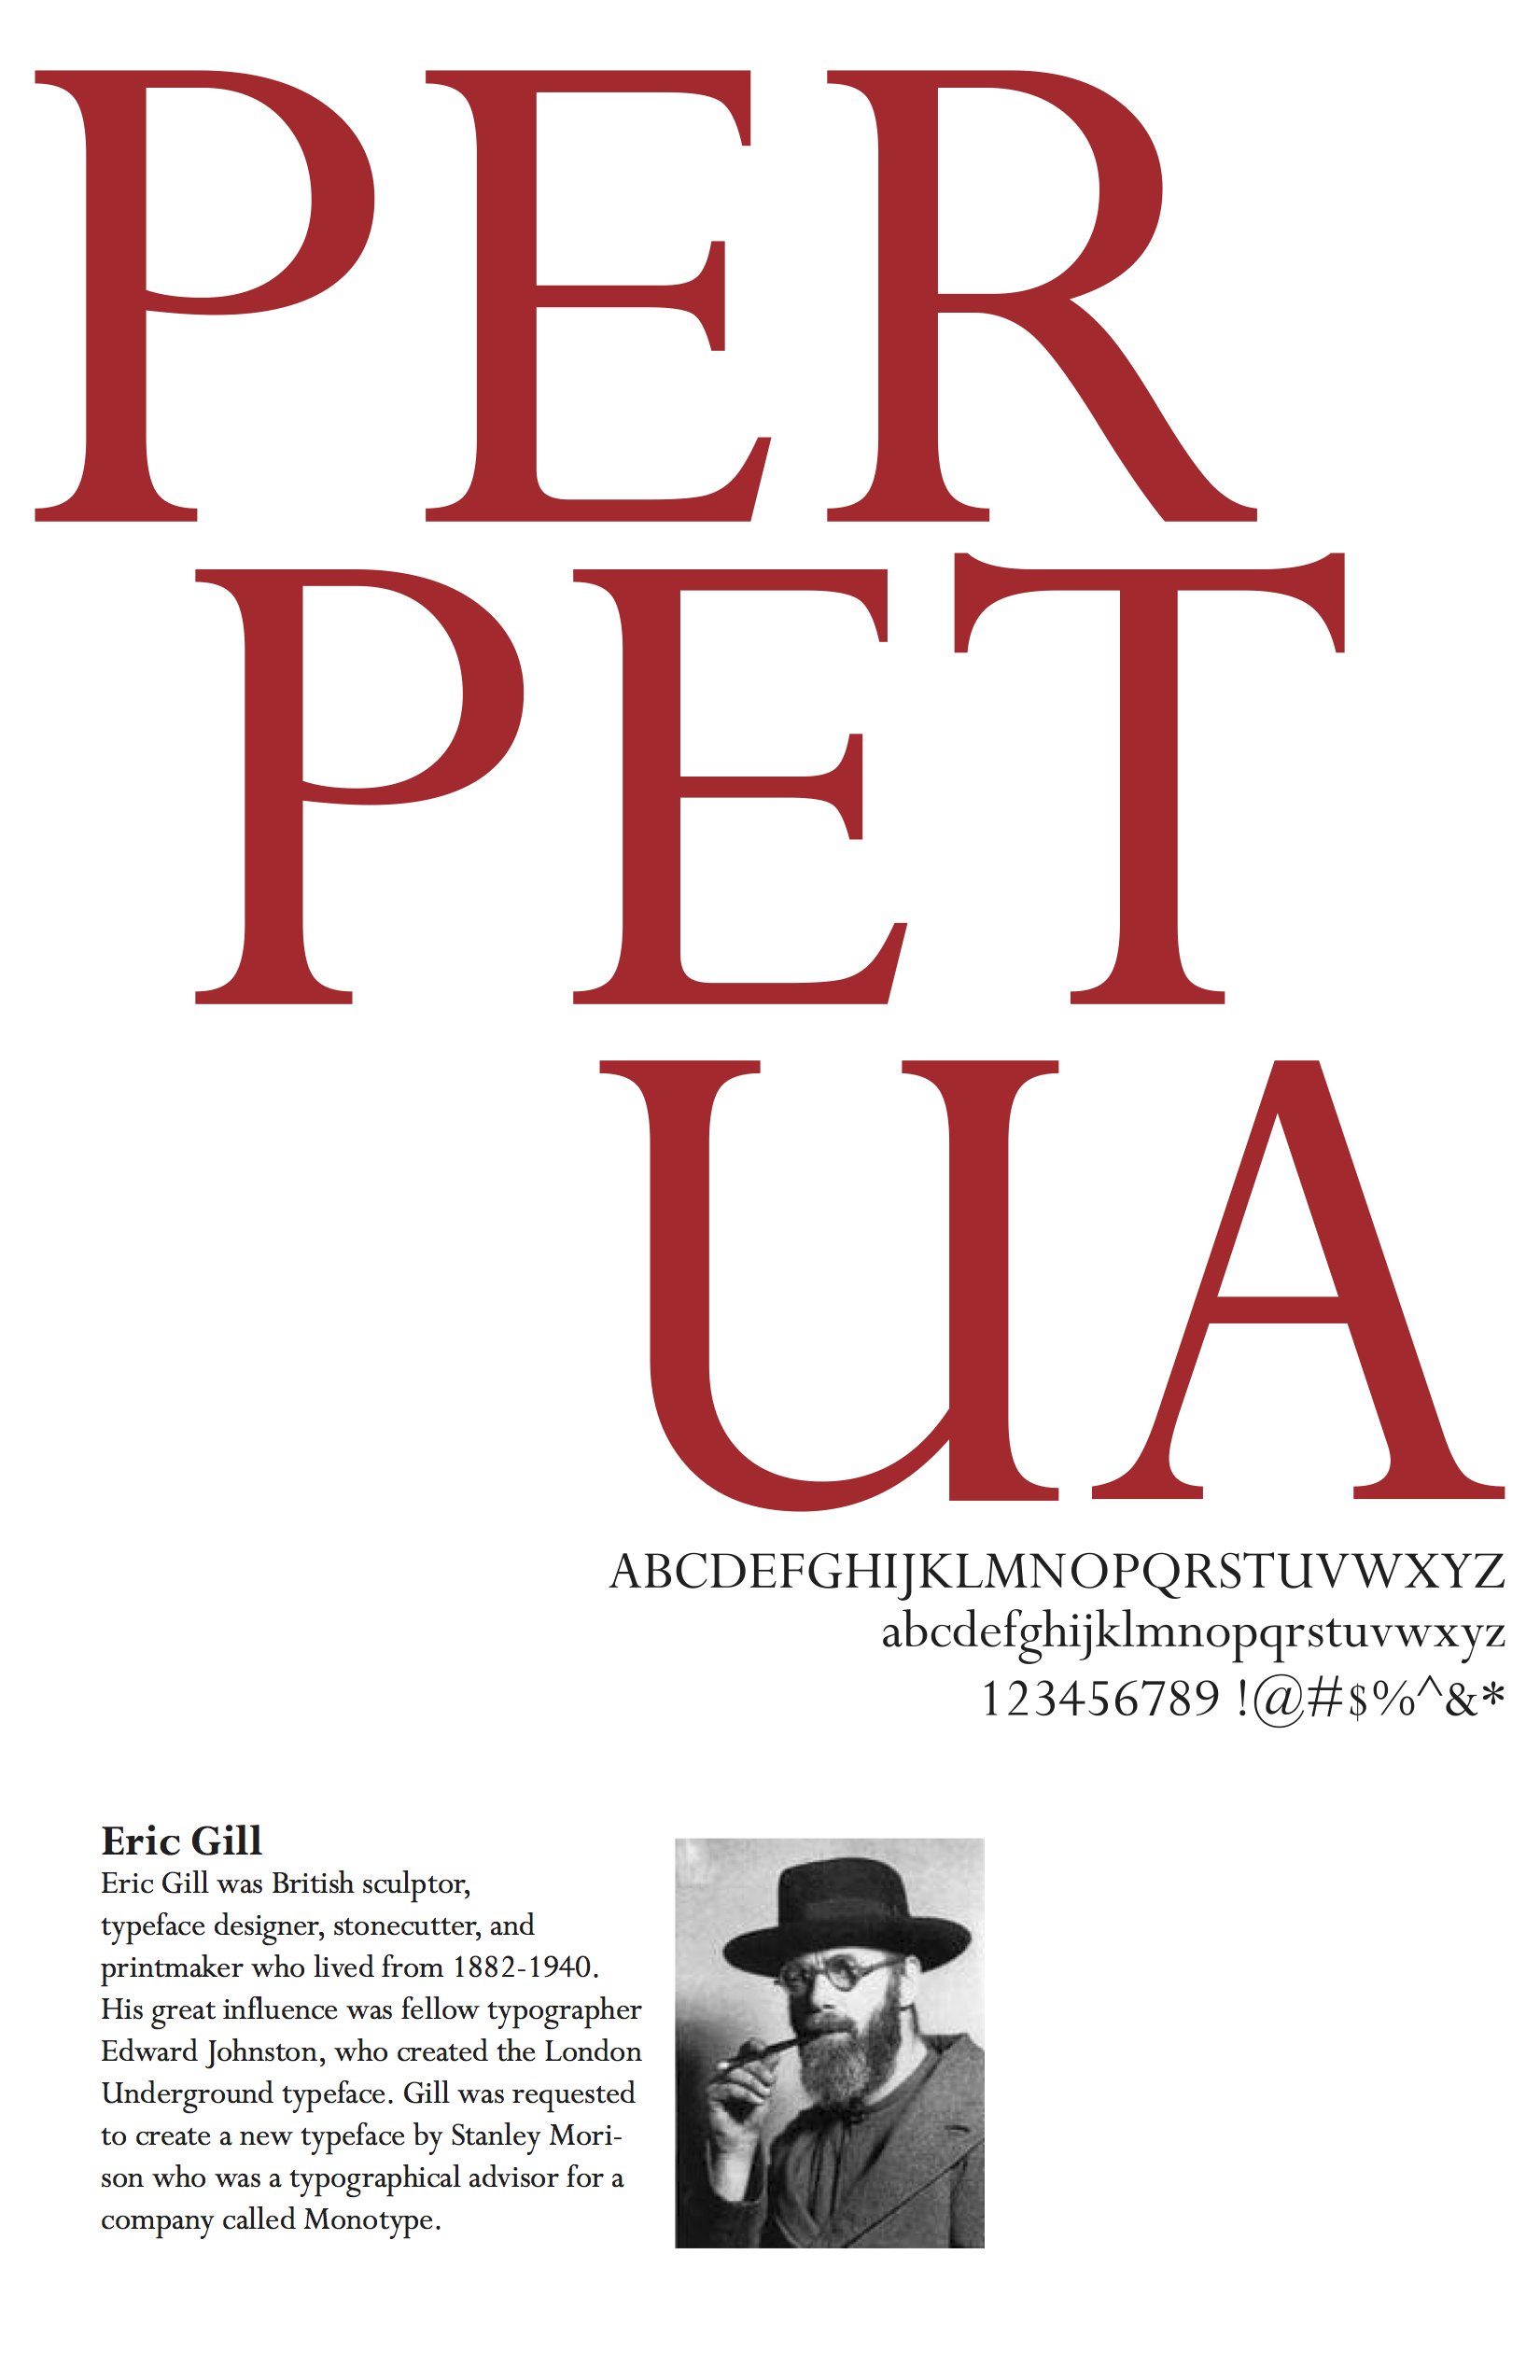 PER
PET
UA
ABCDEFGHIJKLMNOPQRSTUVWXYZ
abcdefghijklmnopqrstuvwxyz
123456789 !@#$%^&*
Eric Gill
Eric Gill was British sculptor,
typeface designer, stonecutter, and
printmaker who lived from 1882-1940.
His great influence was fellow typographer
Edward Johnston, who created the London
Underground typeface. Gill was requested
to create a new typeface by Stanley Mori-
son who was a typographical advisor for a
company called Monotype.